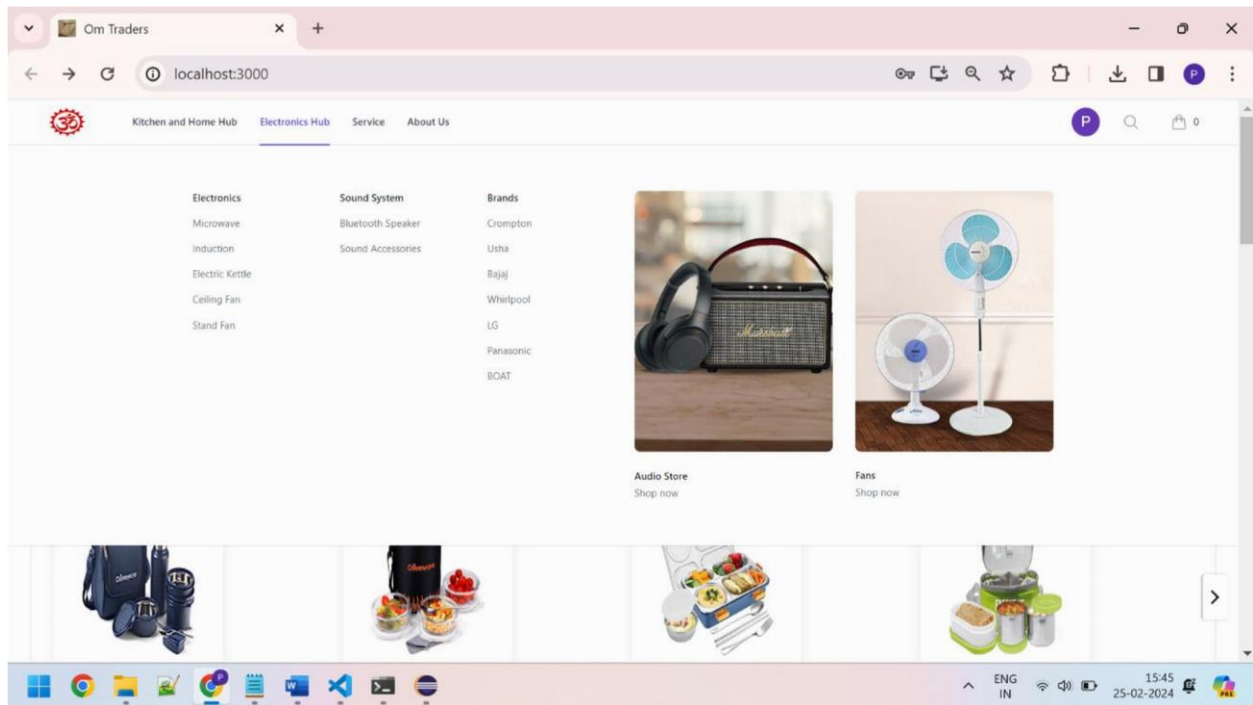 Om Traders
localhost:3000
P
ॐ
Kitchen and Home Hub
Electronics Hub
Service
About Us
P
0
Electronics
Microwave
Induction
Electric Kettle
Ceiling Fan
Stand Fan
Sound System
Bluetooth Speaker
Sound Accessories
Brands
Crompton
Usha
Bajaj
Whirlpool
LG
Panasonic
BOAT
Marshall
Audio Store
Shop now
Fans
Shop now
P
ENG
IN
15:45
25-02-2024